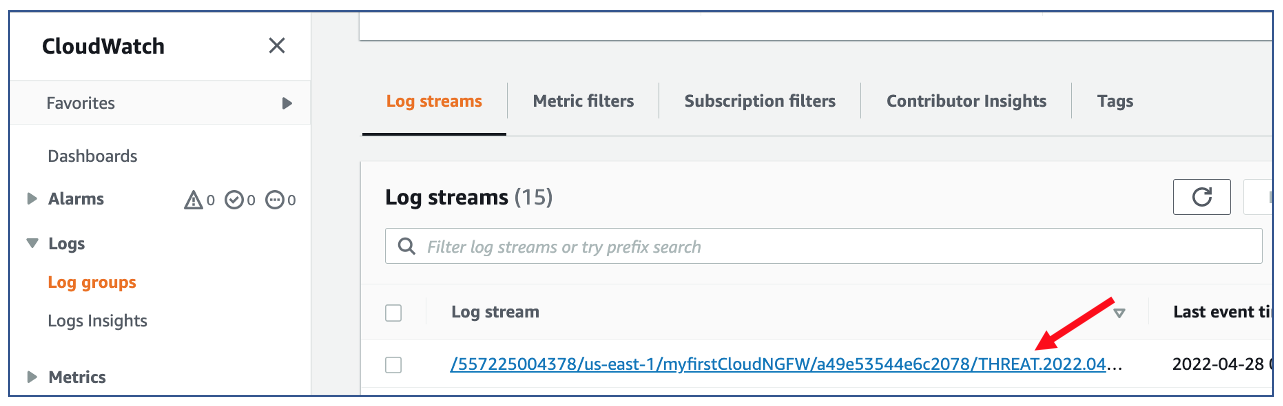 CloudWatch
Favorites
Dashboards
Alarms 0 0 0
Logs
Log groups
Logs Insights
Metrics
Log streams Metric filters Subscription filters Contributor Insights Tags
Log streams (15)
Filter log streams or try prefix search
Log stream Last event ti
/557225004378/us-east-1/myfirstCloudNGFW/a49e53544e6c2078/THREAT.2022.04... 2022-04-28